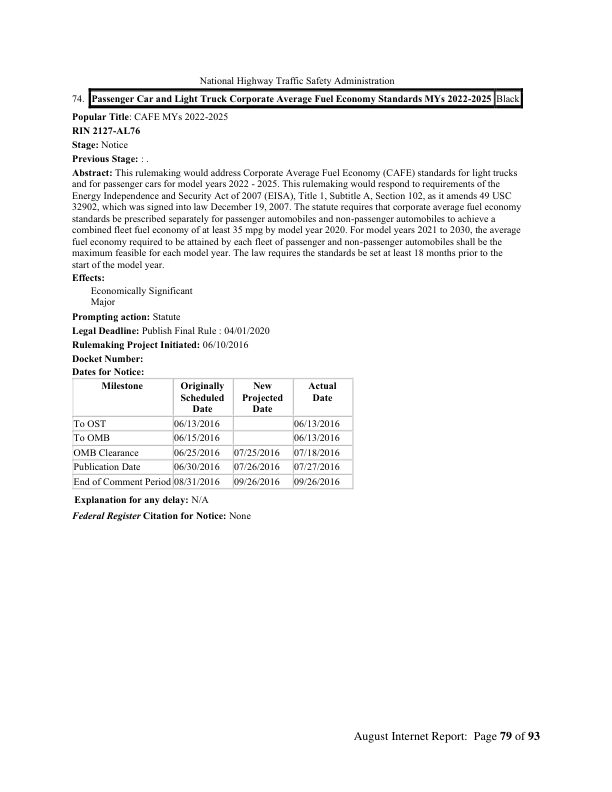 National Highway Traffic Safety Administration
74. Passenger Car and Light Truck Corporate Average Fuel Economy Standards MYs 2022-2025 Black
Popular Title: CAFE MYs 2022-2025
RIN 2127-AL76
Stage: Notice
Previous Stage: : .
Abstract: This rulemaking would address Corporate Average Fuel Economy (CAFE) standards for light trucks
and for passenger cars for model years 2022 - 2025. This rulemaking would respond to requirements of the
Energy Independence and Security Act of 2007 (EISA), Title 1, Subtitle A, Section 102, as it amends 49 USC
32902, which was signed into law December 19, 2007. The statute requires that corporate average fuel economy
standards be prescribed separately for passenger automobiles and non-passenger automobiles to achieve a
combined fleet fuel economy of at least 35 mpg by model year 2020. For model years 2021 to 2030, the average
fuel economy required to be attained by each fleet of passenger and non-passenger automobiles shall be the
maximum feasible for each model year. The law requires the standards be set at least 18 months prior to the
start of the model year.
Effects:
Economically Significant
Major
Prompting action: Statute
Legal Deadline: Publish Final Rule : 04/01/2020
Rulemaking Project Initiated: 06/10/2016
Docket Number:
Dates for Notice:
Milestone Originally New Actual
Scheduled Projected Date
Date Date
To OST 06/13/2016 06/13/2016
To OMB 06/15/2016 06/13/2016
OMB Clearance 06/25/2016 07/25/2016 07/18/2016
Publication Date 06/30/2016 07/26/2016 07/27/2016
End of Comment Period 08/31/2016 09/26/2016 09/26/2016
Explanation for any delay: N/A
Federal Register Citation for Notice: None
August Internet Report: Page 79 of 93